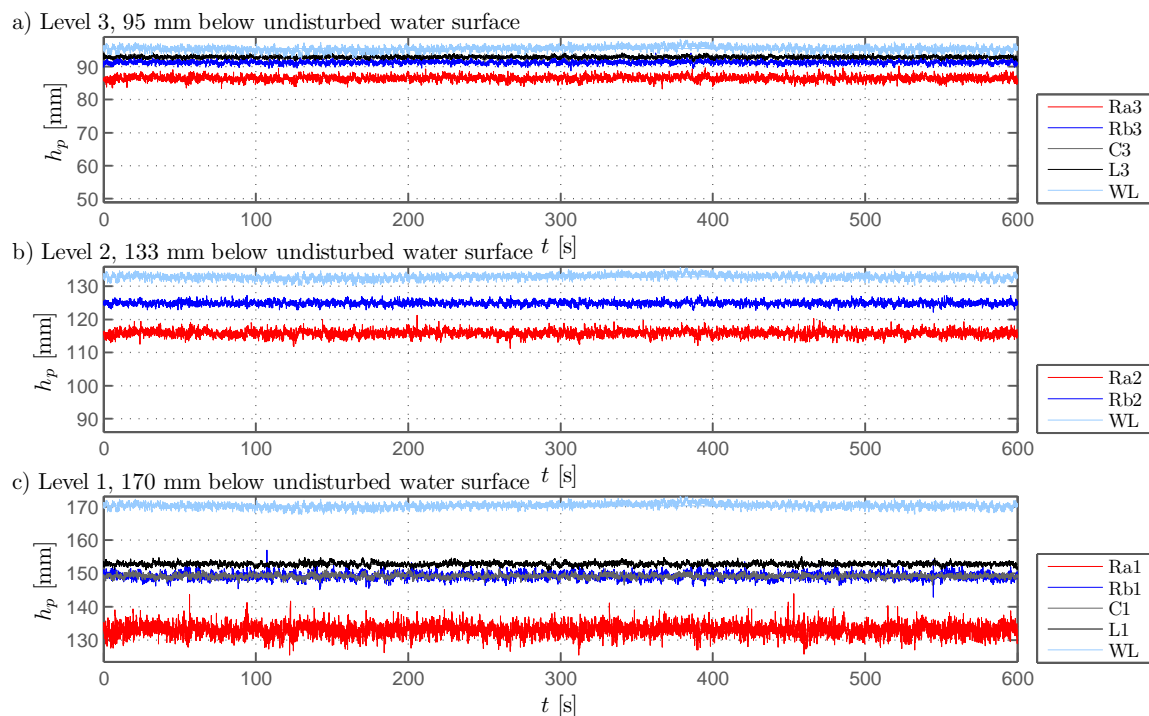 a) Level 3, 95 mm below undisturbed water surface
h_p [mm]
90
80
70
60
50
0 100 200 300 400 500 600
t [s]
Ra3
Rb3
C3
L3
WL
b) Level 2, 133 mm below undisturbed water surface
h_p [mm]
130
120
110
100
90
0 100 200 300 400 500 600
t [s]
Ra2
Rb2
WL
c) Level 1, 170 mm below undisturbed water surface
h_p [mm]
170
160
150
140
130
0 100 200 300 400 500 600
t [s]
Ra1
Rb1
C1
L1
WL